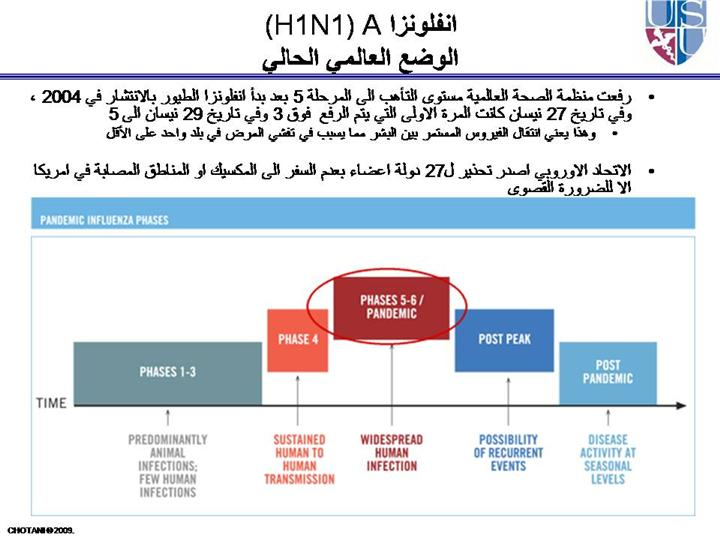 انفلونزا A (H1N1)
الوضع العالمي الحالي
• رفعت منظمة الصحة العالمية مستوى التأهب الى المرحلة 5 بعد بدأ انفلونزا الطيور بالانتشار في 2004 ،
وفي تاريخ 27 نيسان كانت المرة الاولى التي يتم الرفع فوق 3 وفي تاريخ 29 نيسان الى 5
• وهذا يعني انتقال الفيروس المستمر بين البشر مما يسبب في تفشي المرض في بلد واحد على الأقل
• الاتحاد الاوروبي اصدر تحذير ل27 دولة اعضاء بعدم السفر الى المكسيك او المناطق المصابة في امريكا
الا للضرورة القصوى
PANDEMIC INFLUENZA PHASES
PHASES 1-3
PHASE 4
PHASES 5-6 /
PANDEMIC
POST PEAK
POST
PANDEMIC
TIME
PREDOMINANTLY
ANIMAL
INFECTIONS;
FEW HUMAN
INFECTIONS
SUSTAINED
HUMAN TO
HUMAN
TRANSMISSION
WIDESPREAD
HUMAN
INFECTION
POSSIBILITY
OF RECURRENT
EVENTS
DISEASE
ACTIVITY AT
SEASONAL
LEVELS
CHOTANI© 2009.